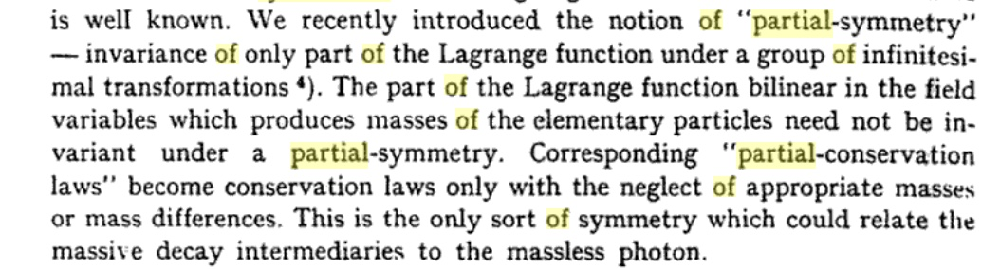 is well known. We recently introduced the notion of "partial-symmetry"
— invariance of only part of the Lagrange function under a group of infinitesi-
mal transformations ⁴). The part of the Lagrange function bilinear in the field
variables which produces masses of the elementary particles need not be in-
variant under a partial-symmetry. Corresponding "partial-conservation
laws" become conservation laws only with the neglect of appropriate masses
or mass differences. This is the only sort of symmetry which could relate the
massive decay intermediaries to the massless photon.